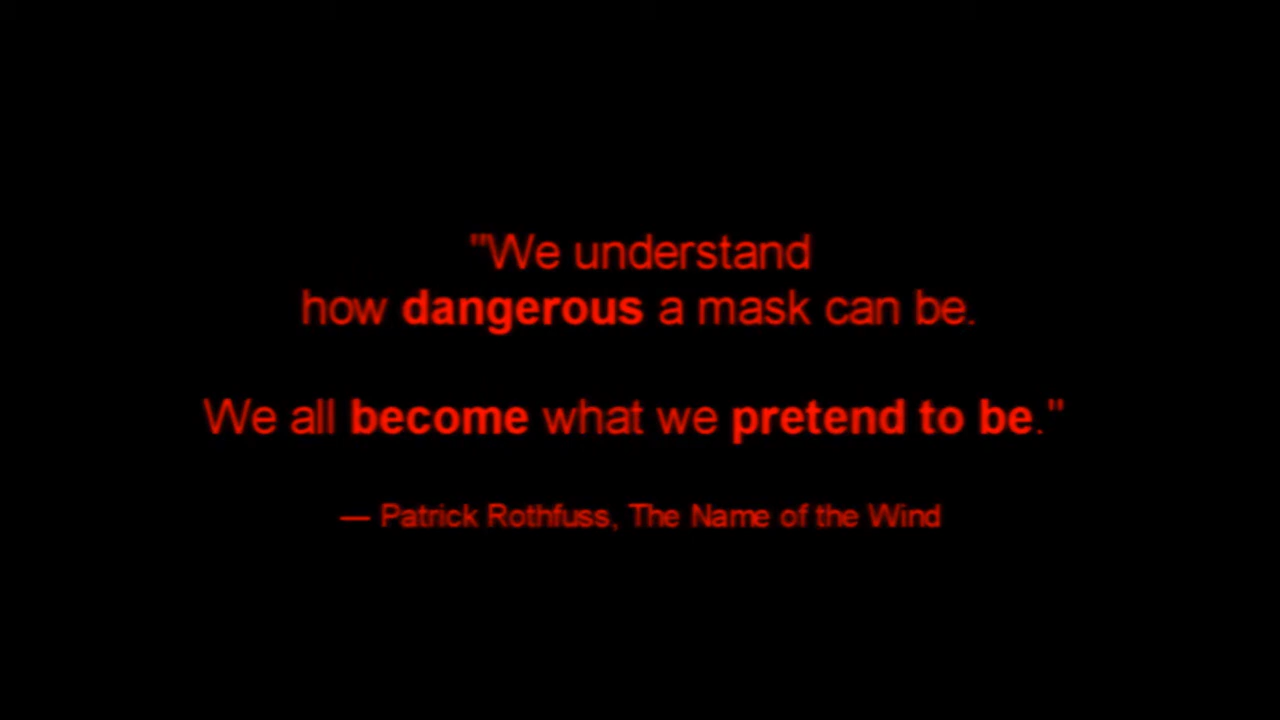 "We understand
how dangerous a mask can be.
We all become what we pretend to be."
— Patrick Rothfuss, The Name of the Wind